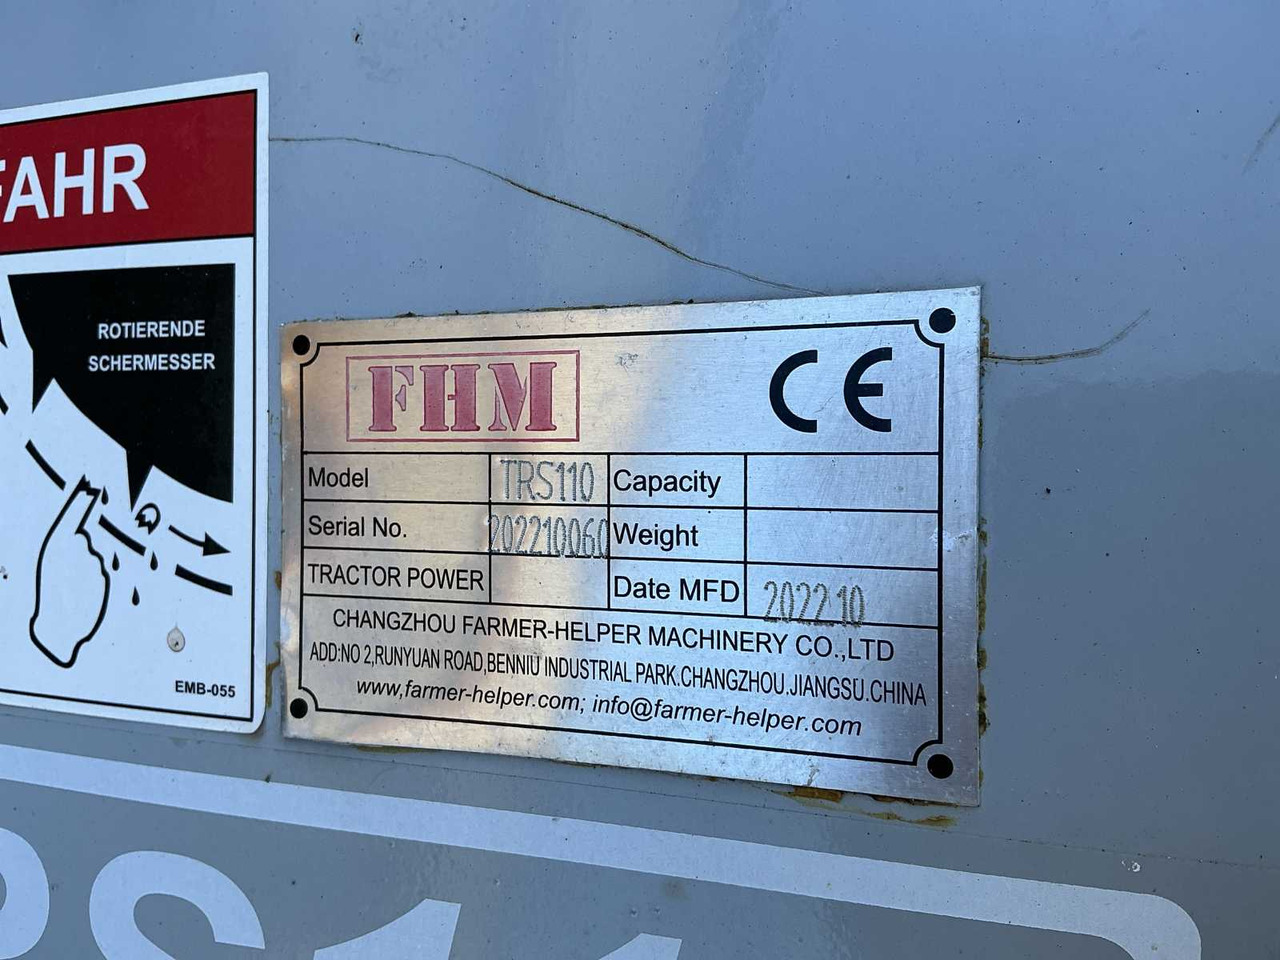 FAHR
ROTIERENDE
SCHERMESSER
EMB-055
FHM CE
Model TRS110 Capacity
Serial No. 202210060 Weight
TRACTOR POWER Date MFD 202210
CHANGZHOU FARMER-HELPER MACHINERY CO.,LTD
ADD:NO 2,RUNYUAN ROAD,BENNIU INDUSTRIAL PARK.CHANGZHOU.JIANGSU.CHINA
www,farmer-helper.com; info@farmer-helper.com